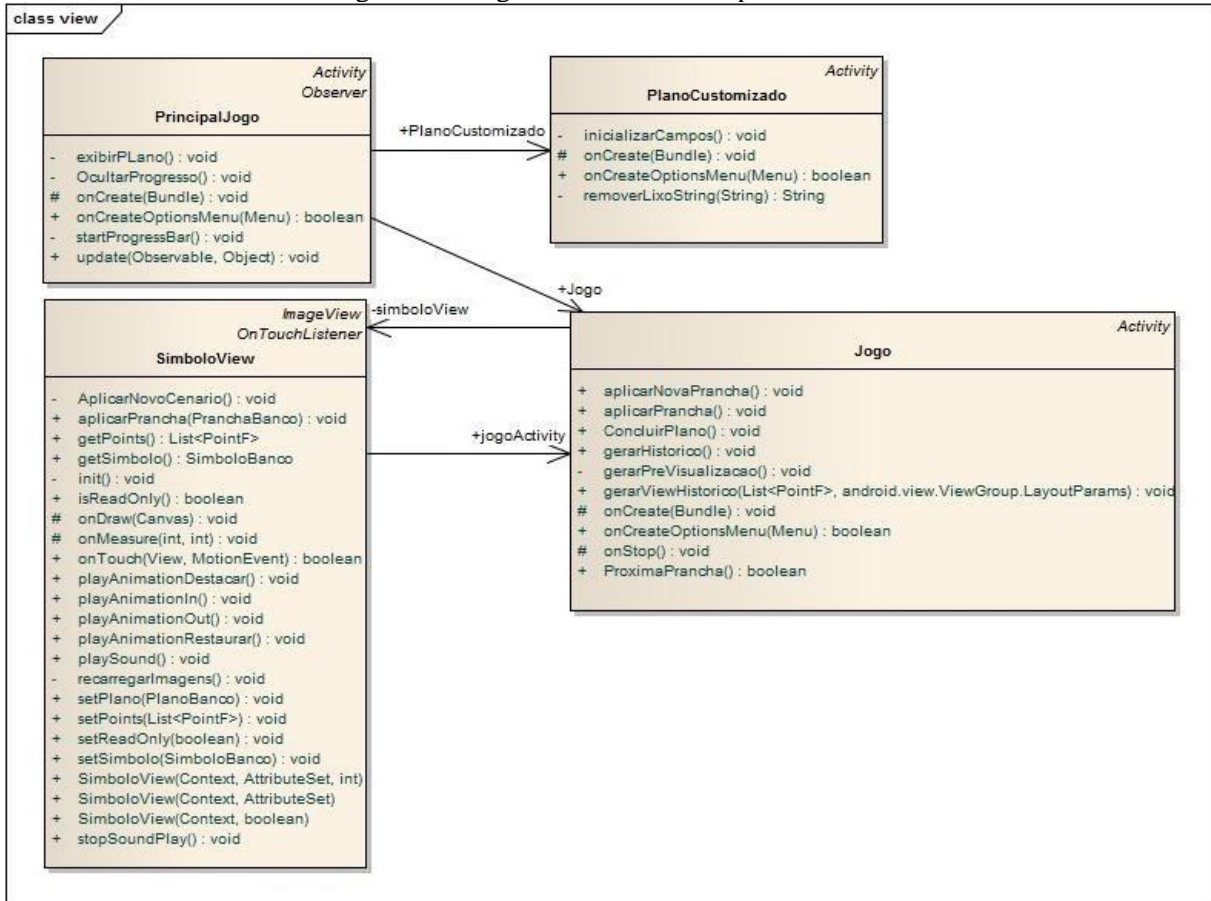 class view
Activity
Observer
PrincipalJogo
- exibirPLano() : void
- OcultarProgresso() : void
# onCreate(Bundle) : void
+ onCreateOptionsMenu(Menu) : boolean
- startProgressBar() : void
+ update(Observable, Object) : void
+PlanoCustomizado
Activity
PlanoCustomizado
- inicializarCampos() : void
# onCreate(Bundle) : void
+ onCreateOptionsMenu(Menu) : boolean
- removerLixoString(String) : String
+Jogo
-simboloView
ImageView
OnTouchListener
SimboloView
- AplicarNovoCenario() : void
+ aplicarPrancha(PranchaBanco) : void
+ getPoints() : List<PointF>
+ getSimbolo() : SimboloBanco
- init() : void
+ isReadOnly() : boolean
# onDraw(Canvas) : void
# onMeasure(int, int) : void
+ onTouch(View, MotionEvent) : boolean
+ playAnimationDestacar() : void
+ playAnimationIn() : void
+ playAnimationOut() : void
+ playAnimationRestaurar() : void
+ playSound() : void
- recarregarImagens() : void
+ setPlano(PlanoBanco) : void
+ setPoints(List<PointF>) : void
+ setReadOnly(boolean) : void
+ setSimbolo(SimboloBanco) : void
+ SimboloView(Context, AttributeSet, int)
+ SimboloView(Context, AttributeSet)
+ SimboloView(Context, boolean)
+ stopSoundPlay() : void
+jogoActivity
Activity
Jogo
+ aplicarNovaPrancha() : void
+ aplicarPrancha() : void
+ ConcluirPlano() : void
+ gerarHistorico() : void
- gerarPreVisualizacao() : void
+ gerarViewHistorico(List<PointF>, android.view.ViewGroup.LayoutParams) : void
# onCreate(Bundle) : void
+ onCreateOptionsMenu(Menu) : boolean
# onStop() : void
+ ProximaPrancha() : boolean